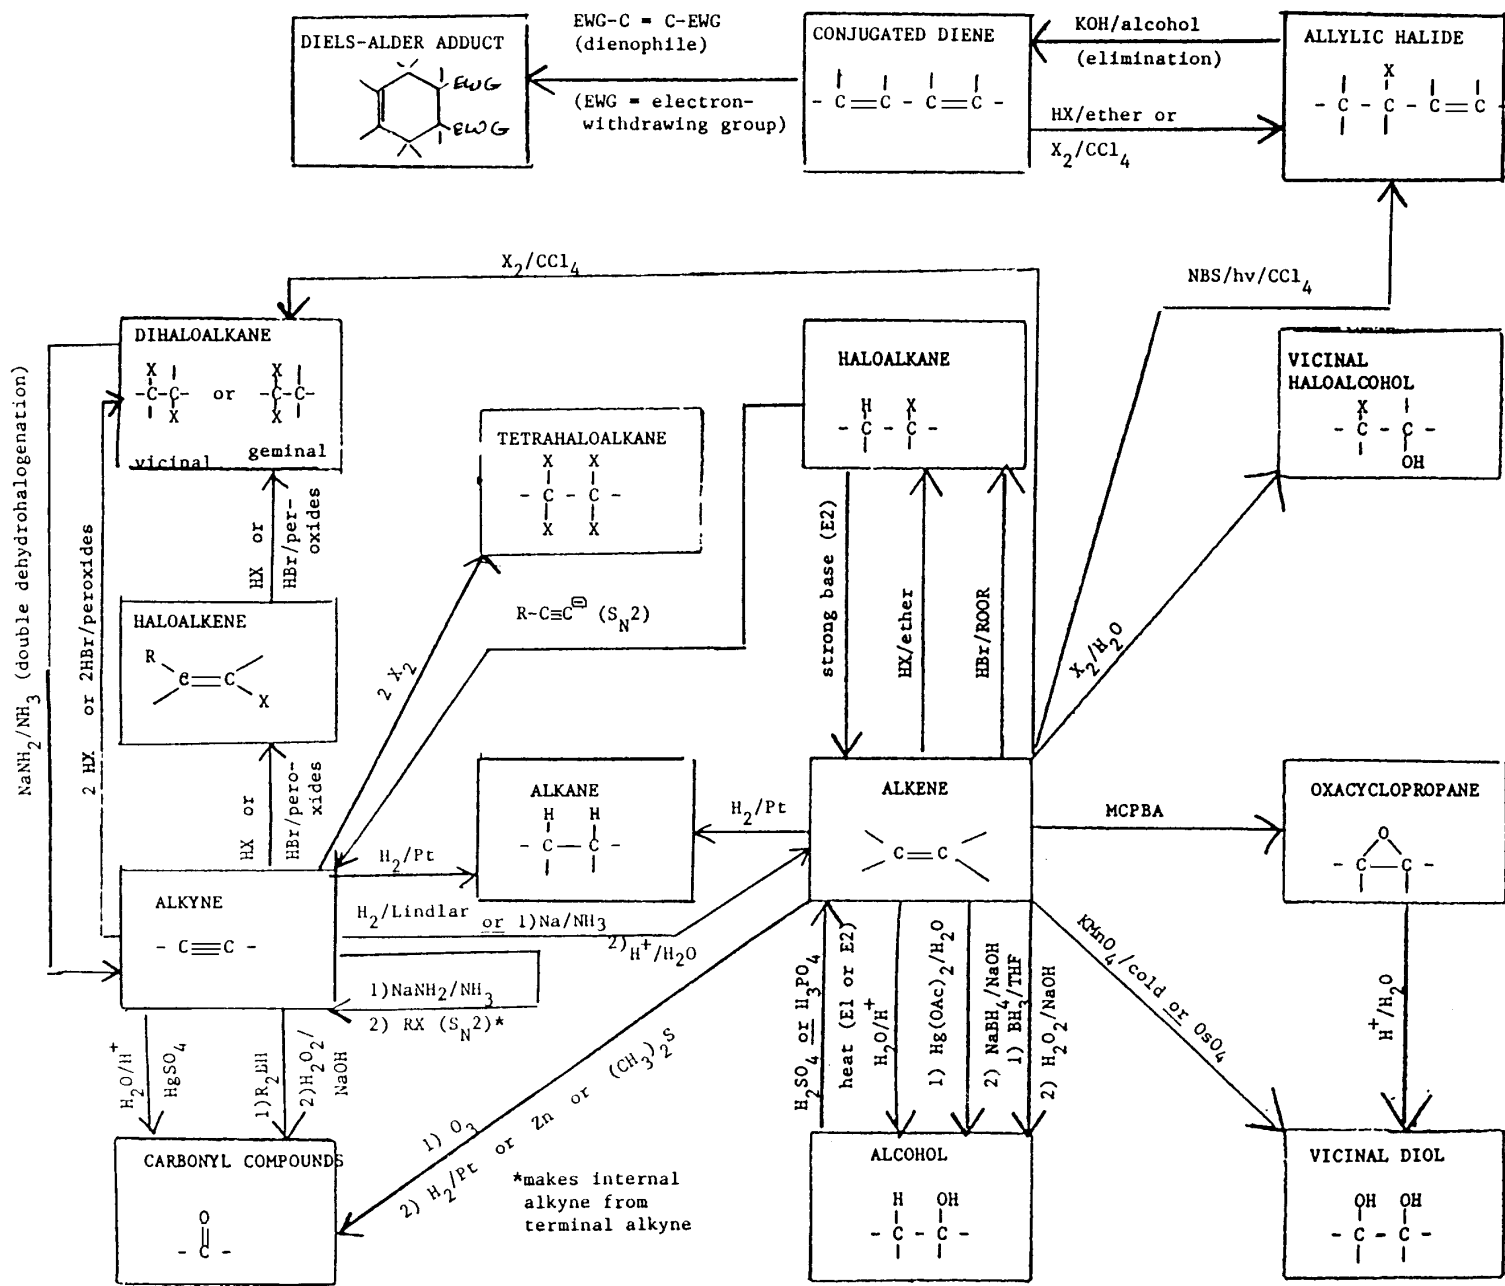 EWG-C = C-EWG
(dienophile)
(EWG = electron-
withdrawing group)
DIELS-ALDER ADDUCT
EWG
EWG
CONJUGATED DIENE
- C = C - C = C -
KOH/alcohol
(elimination)
HX/ether or
X2/CCl4
ALLYLIC HALIDE
X
- C - C - C = C -
X2/CCl4
NBS/hv/CCl4
NaNH2/NH3 (double dehydrohalogenation)
2 HX or 2HBr/peroxides
DIHALOALKANE
X
-C-C- or
X
vicinal
X
-C-C-
X
geminal
HALOALKANE
H X
- C - C -
VICINAL
HALOALCOHOL
X
- C - C -
OH
TETRAHALOALKANE
X X
- C - C -
X X
HX or
HBr/per-
oxides
HALOALKENE
R
C=C
X
R-C≡C⊖ (SN2)
2 X2
strong base (E2)
HX/ether
HBr/ROOR
X2/H2O
HX or
HBr/pero-
xides
ALKANE
H H
- C - C -
H2/Pt
ALKENE
C=C
MCPBA
OXACYCLOPROPANE
O
- C - C -
H2/Pt
ALKYNE
- C≡C -
H2/Lindlar or 1)Na/NH3
2)H+/H2O
1)NaNH2/NH3
2) RX (SN2)*
H2O/H+
HgSO4
1)R2BH
2)H2O2/
NaOH
1) O3
2) H2/Pt or Zn or (CH3)2S
H2SO4 or H3PO4
heat (E1 or E2)
H2O/H+
1) Hg(OAc)2/H2O
2) NaBH4/NaOH
1) BH3/THF
2) H2O2/NaOH
KMnO4/cold or OsO4
H+/H2O
CARBONYL COMPOUNDS
O
- C -
*makes internal
alkyne from
terminal alkyne
ALCOHOL
H OH
- C - C -
VICINAL DIOL
OH OH
- C - C -